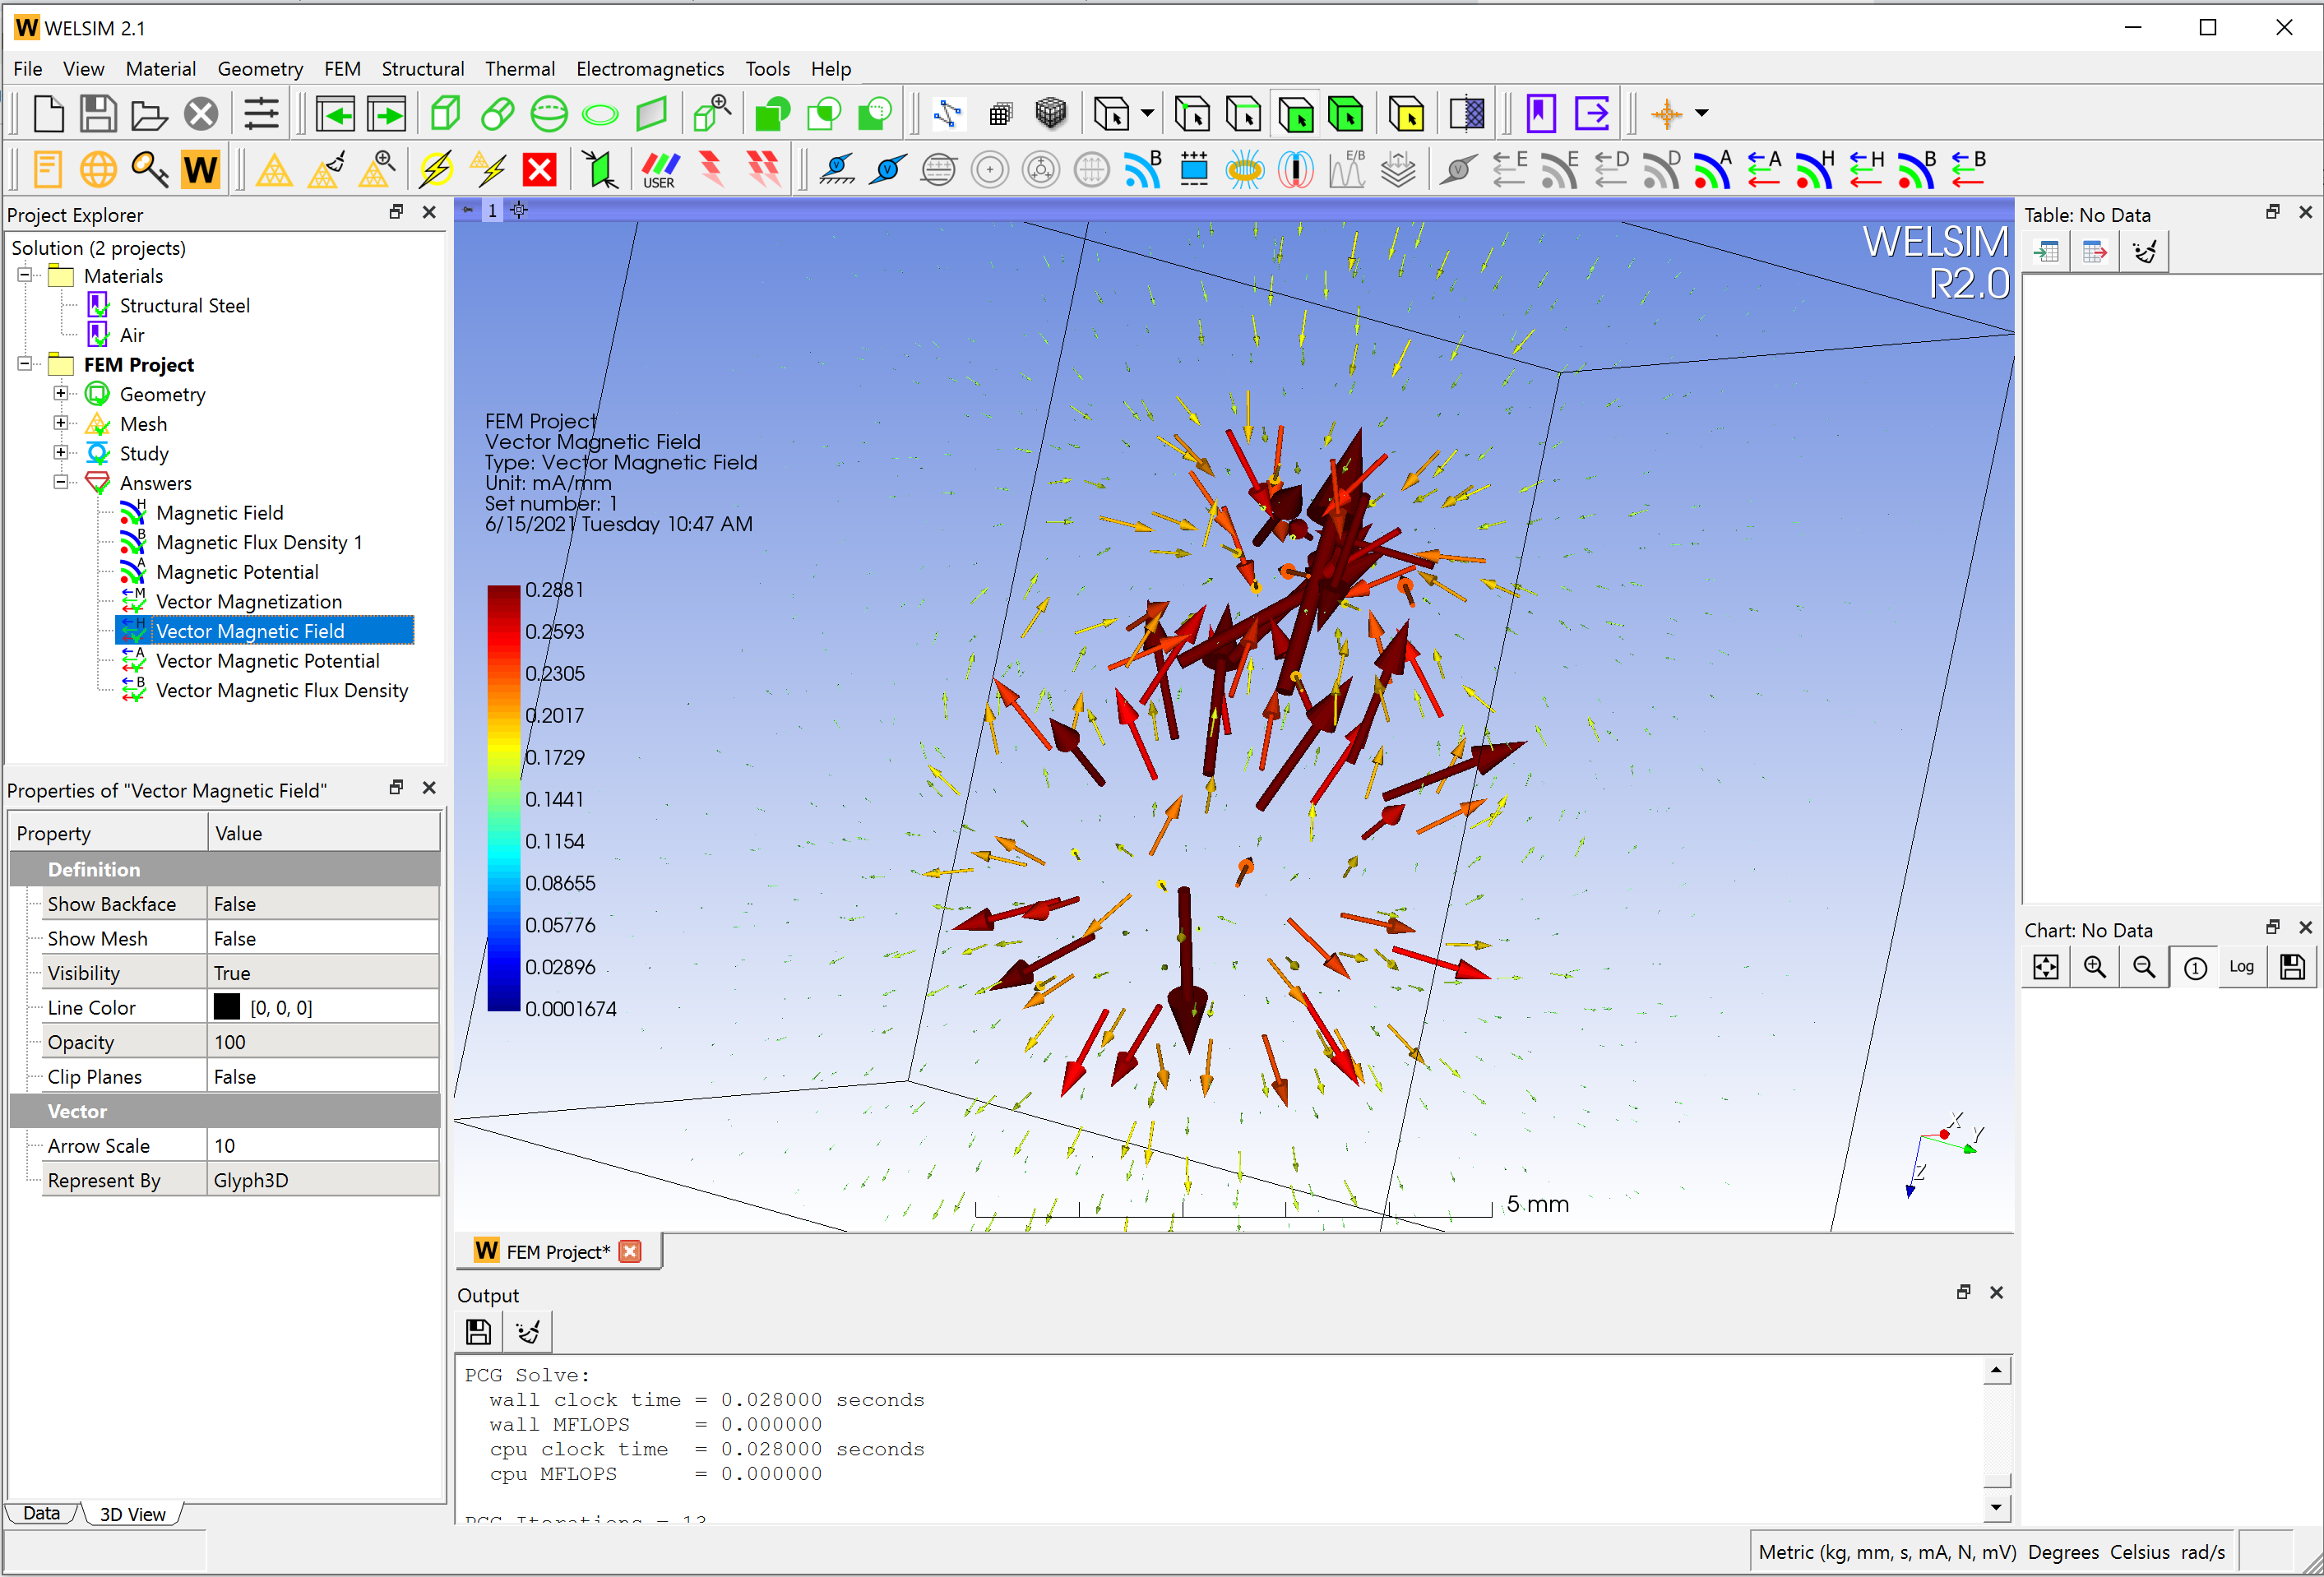 WELSIM 2.1
File View Material Geometry FEM Structural Thermal Electromagnetics Tools Help
USER
B
E/B
E
E
D
D
A
A
H
H
B
B
Project Explorer
Solution (2 projects)
Materials
Structural Steel
Air
FEM Project
Geometry
Mesh
Study
Answers
H Magnetic Field
B Magnetic Flux Density 1
A Magnetic Potential
M Vector Magnetization
H Vector Magnetic Field
A Vector Magnetic Potential
B Vector Magnetic Flux Density
Properties of "Vector Magnetic Field"
Property Value
Definition
Show Backface False
Show Mesh False
Visibility True
Line Color [0, 0, 0]
Opacity 100
Clip Planes False
Vector
Arrow Scale 10
Represent By Glyph3D
Data 3D View
1
WELSIM
R2.0
FEM Project
Vector Magnetic Field
Type: Vector Magnetic Field
Unit: mA/mm
Set number: 1
6/15/2021 Tuesday 10:47 AM
0.2881
0.2593
0.2305
0.2017
0.1729
0.1441
0.1154
0.08655
0.05776
0.02896
0.0001674
X
Y
Z
5 mm
W FEM Project*
Output
PCG Solve:
wall clock time = 0.028000 seconds
wall MFLOPS = 0.000000
cpu clock time = 0.028000 seconds
cpu MFLOPS = 0.000000
PCG Iterations = 13
Table: No Data
Chart: No Data
1 Log
Metric (kg, mm, s, mA, N, mV) Degrees Celsius rad/s